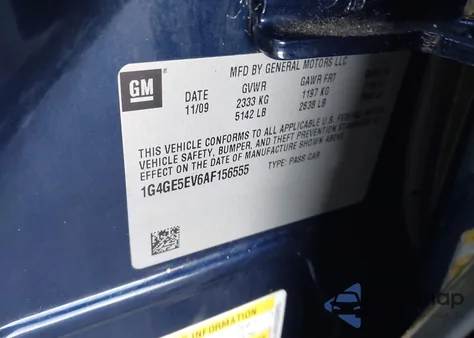 MFD BY GENERAL MOTORS LLC
GM
DATE GVWR GAWR FRT
11/09 2333 KG 1197 KG
5142 LB 2638 LB
THIS VEHICLE CONFORMS TO ALL APPLICABLE U.S. FEDERAL
VEHICLE SAFETY, BUMPER, AND THEFT PREVENTION STANDARDS
EFFECT ON THE DATE OF MANUFACTURE SHOWN ABOVE.
1G4GE5EV6AF156555 TYPE: PASS CAR
INFORMATION